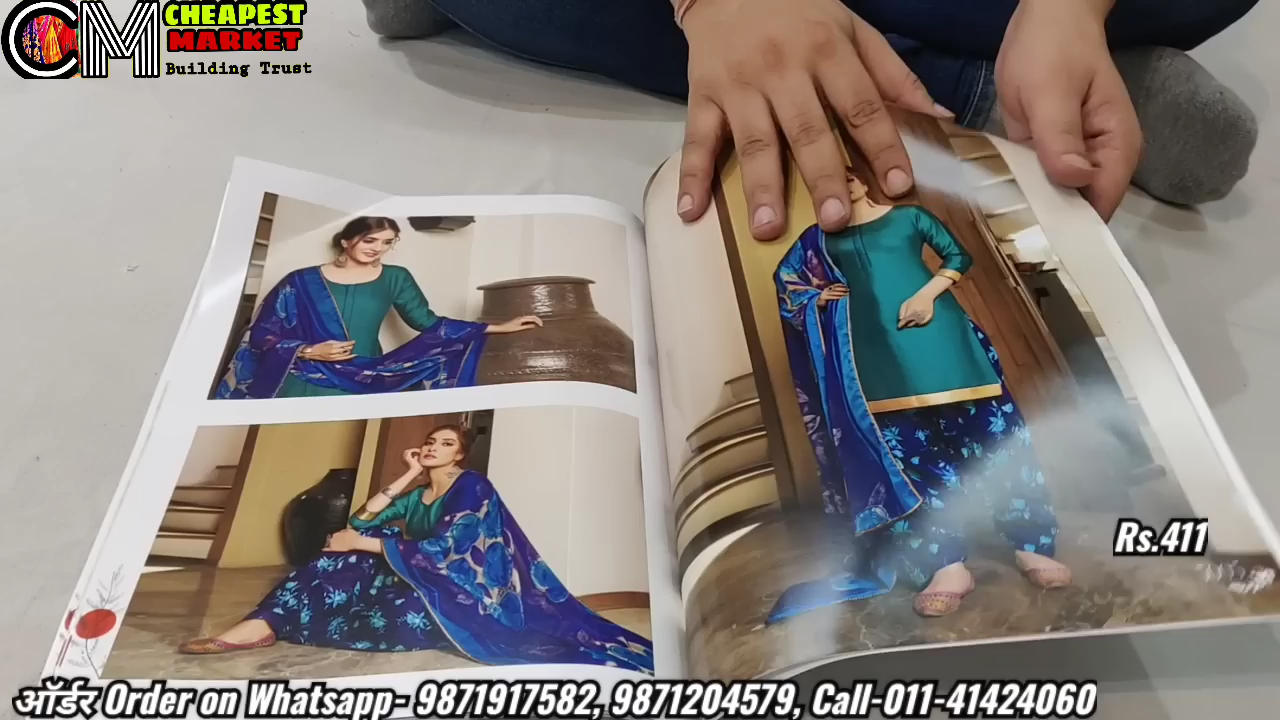 CM CHEAPEST
MARKET
Building Trust
Rs.411
ऑर्डर Order on Whatsapp- 9871917582, 9871204579, Call-011-41424060